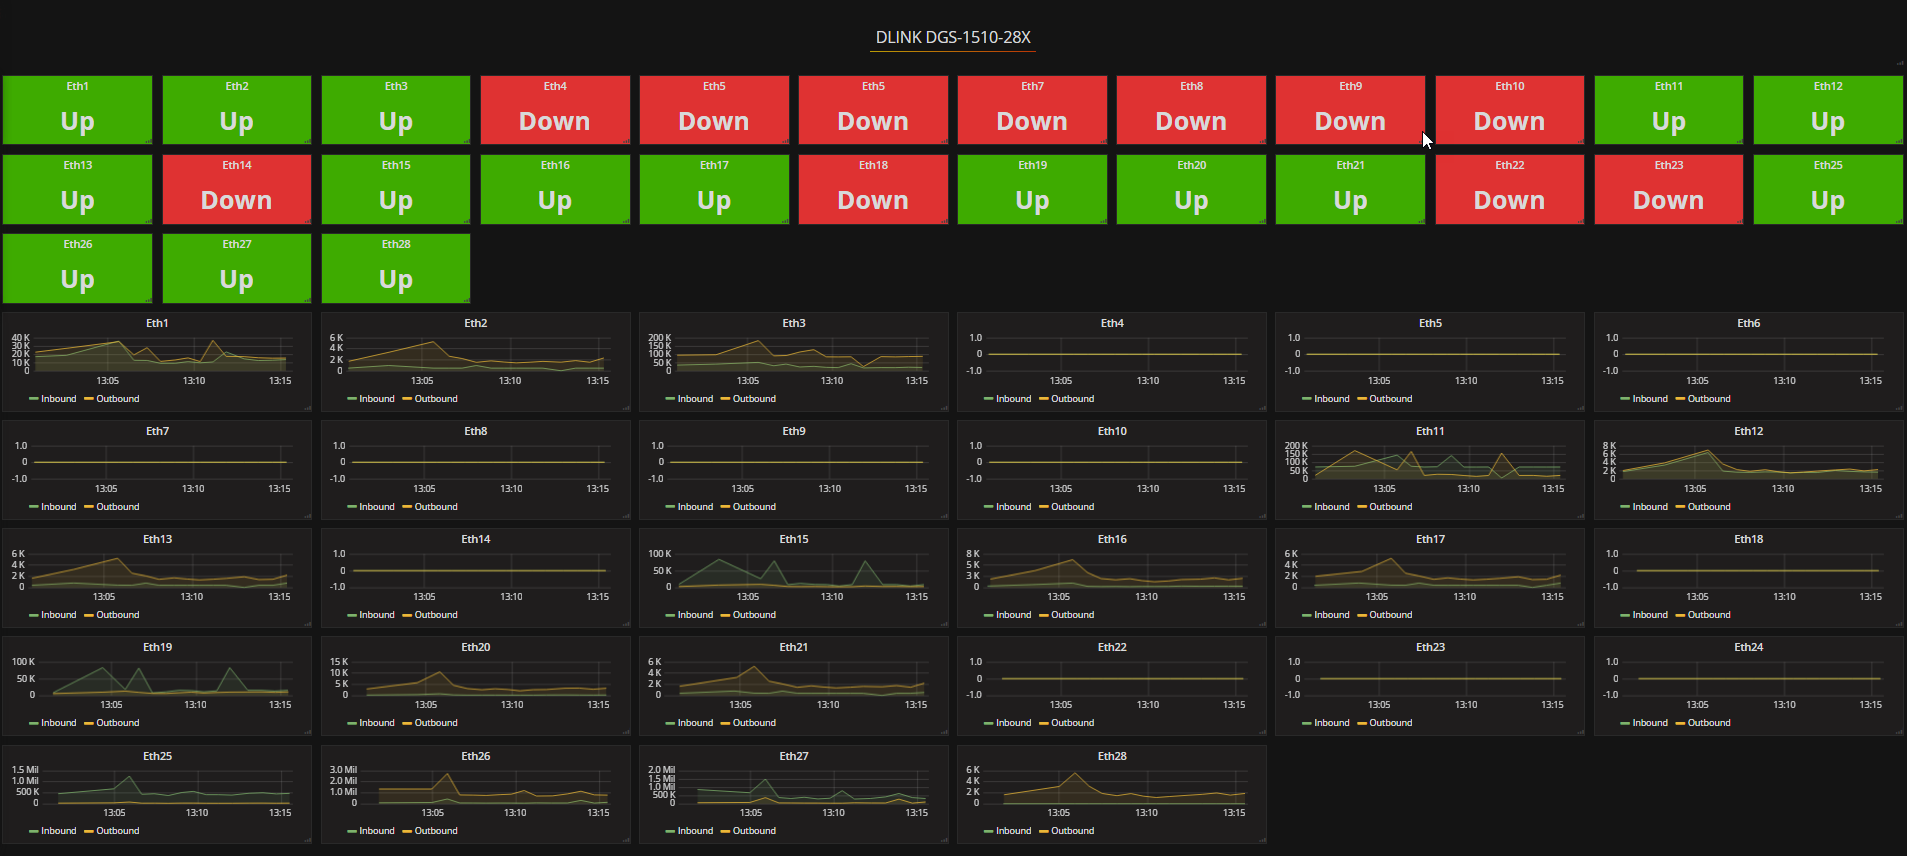 DLINK DGS-1510-28X
Eth1 Eth2 Eth3 Eth4 Eth5 Eth5 Eth7 Eth8 Eth9 Eth10 Eth11 Eth12
Up Up Up Down Down Down Down Down Down Down Up Up
Eth13 Eth14 Eth15 Eth16 Eth17 Eth18 Eth19 Eth20 Eth21 Eth22 Eth23 Eth25
Up Down Up Up Up Down Up Up Up Down Down Up
Eth26 Eth27 Eth28
Up Up Up
Eth1 Eth2 Eth3 Eth4 Eth5 Eth6
40 K 6 K 200 K 1.0 1.0 1.0
30 K 4 K 150 K 0 0 0
20 K 2 K 100 K -1.0 -1.0 -1.0
10 K 0 50 K
0 0
13:05 13:10 13:15 13:05 13:10 13:15 13:05 13:10 13:15 13:05 13:10 13:15 13:05 13:10 13:15 13:05 13:10 13:15
Inbound Outbound Inbound Outbound Inbound Outbound Inbound Outbound Inbound Outbound Inbound Outbound
Eth7 Eth8 Eth9 Eth10 Eth11 Eth12
1.0 1.0 1.0 1.0 200 K 8 K
0 0 0 0 150 K 6 K
-1.0 -1.0 -1.0 -1.0 100 K 4 K
50 K 2 K
0 0
13:05 13:10 13:15 13:05 13:10 13:15 13:05 13:10 13:15 13:05 13:10 13:15 13:05 13:10 13:15 13:05 13:10 13:15
Inbound Outbound Inbound Outbound Inbound Outbound Inbound Outbound Inbound Outbound Inbound Outbound
Eth13 Eth14 Eth15 Eth16 Eth17 Eth18
6 K 1.0 100 K 8 K 6 K 1.0
4 K 0 50 K 5 K 4 K 0
2 K -1.0 0 3 K 2 K -1.0
0 0 0
13:05 13:10 13:15 13:05 13:10 13:15 13:05 13:10 13:15 13:05 13:10 13:15 13:05 13:10 13:15 13:05 13:10 13:15
Inbound Outbound Inbound Outbound Inbound Outbound Inbound Outbound Inbound Outbound Inbound Outbound
Eth19 Eth20 Eth21 Eth22 Eth23 Eth24
100 K 15 K 6 K 1.0 1.0 1.0
50 K 10 K 4 K 0 0 0
0 5 K 2 K -1.0 -1.0 -1.0
0 0
13:05 13:10 13:15 13:05 13:10 13:15 13:05 13:10 13:15 13:05 13:10 13:15 13:05 13:10 13:15 13:05 13:10 13:15
Inbound Outbound Inbound Outbound Inbound Outbound Inbound Outbound Inbound Outbound Inbound Outbound
Eth25 Eth26 Eth27 Eth28
1.5 Mil 3.0 Mil 2.0 Mil 6 K
1.0 Mil 2.0 Mil 1.5 Mil 4 K
500 K 1.0 Mil 1.0 Mil 2 K
0 0 500 K 0
0
13:05 13:10 13:15 13:05 13:10 13:15 13:05 13:10 13:15 13:05 13:10 13:15
Inbound Outbound Inbound Outbound Inbound Outbound Inbound Outbound